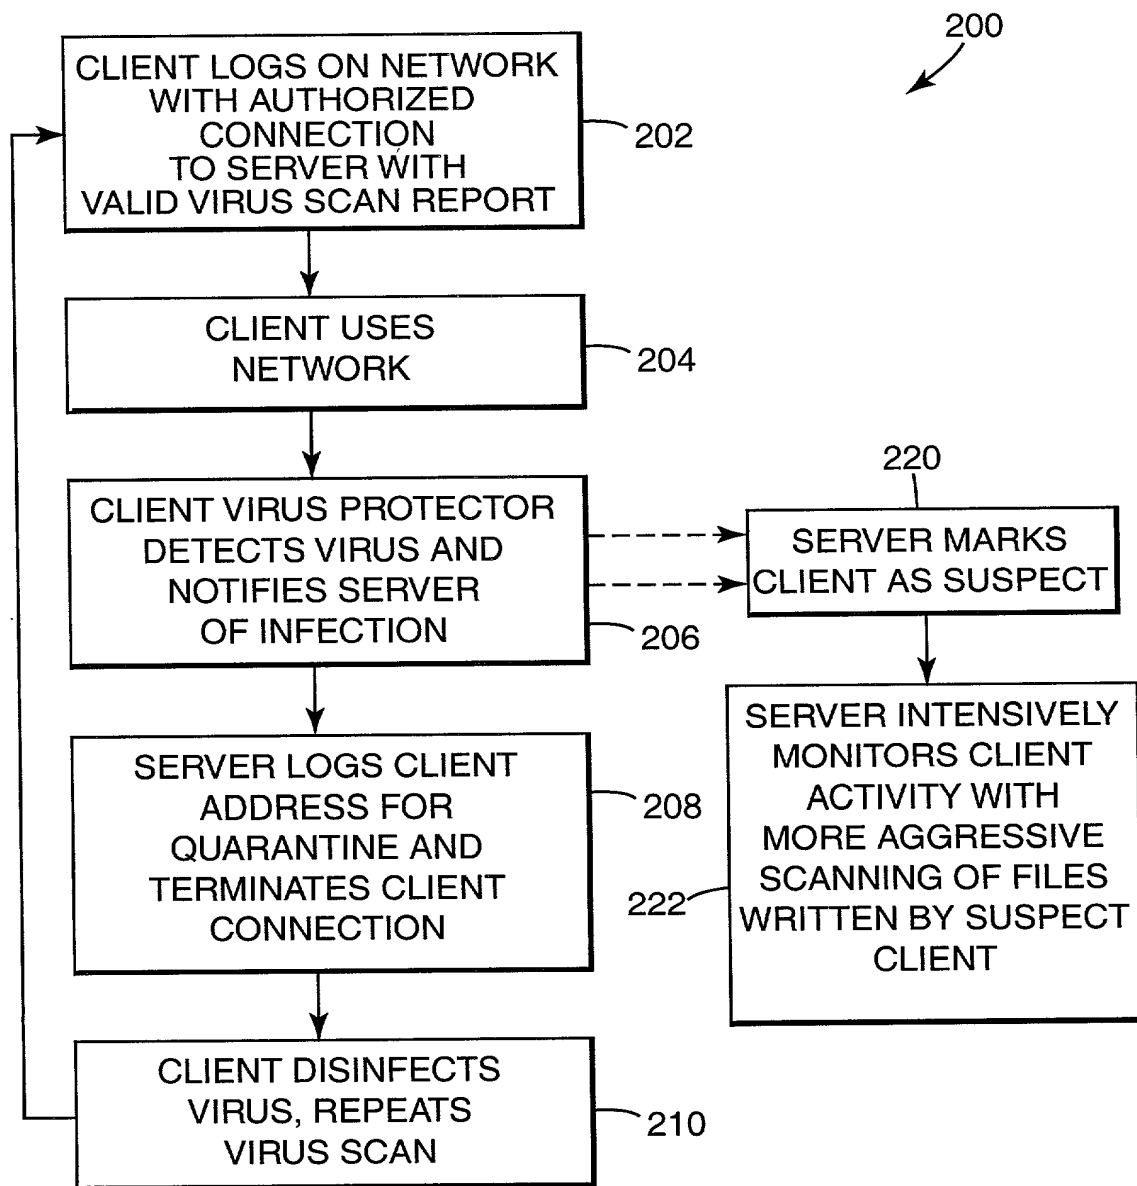 200
CLIENT LOGS ON NETWORK
WITH AUTHORIZED
CONNECTION
TO SERVER WITH
VALID VIRUS SCAN REPORT
202
CLIENT USES
NETWORK
204
CLIENT VIRUS PROTECTOR
DETECTS VIRUS AND
NOTIFIES SERVER
OF INFECTION
206
220
SERVER MARKS
CLIENT AS SUSPECT
SERVER LOGS CLIENT
ADDRESS FOR
QUARANTINE AND
TERMINATES CLIENT
CONNECTION
208
SERVER INTENSIVELY
MONITORS CLIENT
ACTIVITY WITH
MORE AGGRESSIVE
SCANNING OF FILES
WRITTEN BY SUSPECT
CLIENT
222
CLIENT DISINFECTS
VIRUS, REPEATS
VIRUS SCAN
210